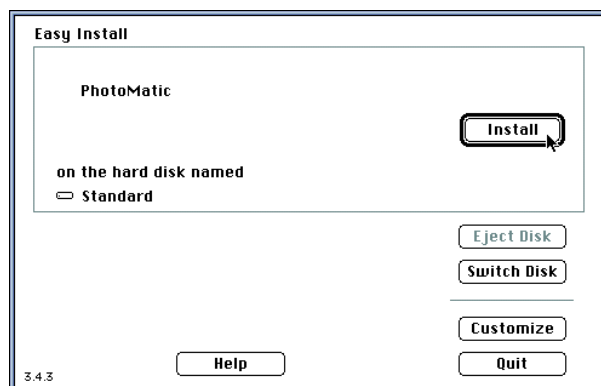 Easy Install
PhotoMatic
Install
on the hard disk named
Standard
Eject Disk
Switch Disk
Customize
Help
Quit
3.4.3